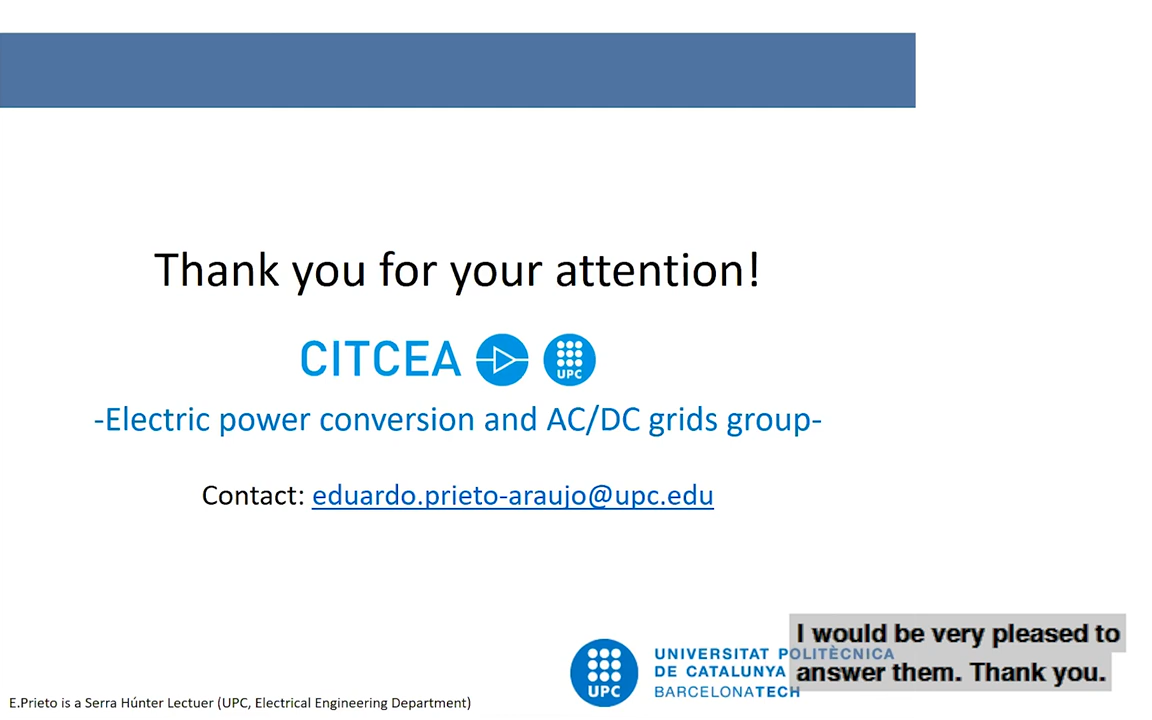 Thank you for your attention!
CITCEA UPC
-Electric power conversion and AC/DC grids group-
Contact: eduardo.prieto-araujo@upc.edu
UPC
UNIVERSITAT POLITÈCNICA
DE CATALUNYA
BARCELONATECH
I would be very pleased to
answer them. Thank you.
E.Prieto is a Serra Húnter Lectuer (UPC, Electrical Engineering Department)